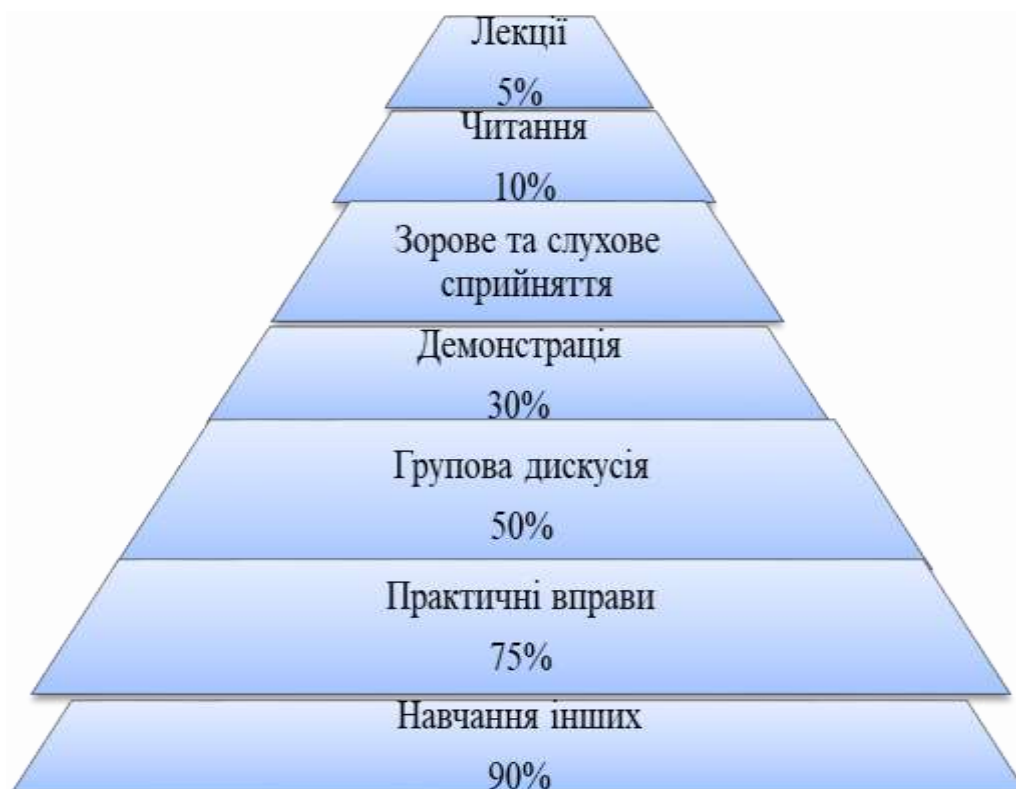 Лекції
5%
Читання
10%
Зорове та слухове
сприйняття
Демонстрація
30%
Групова дискусія
50%
Практичні вправи
75%
Навчання інших
90%